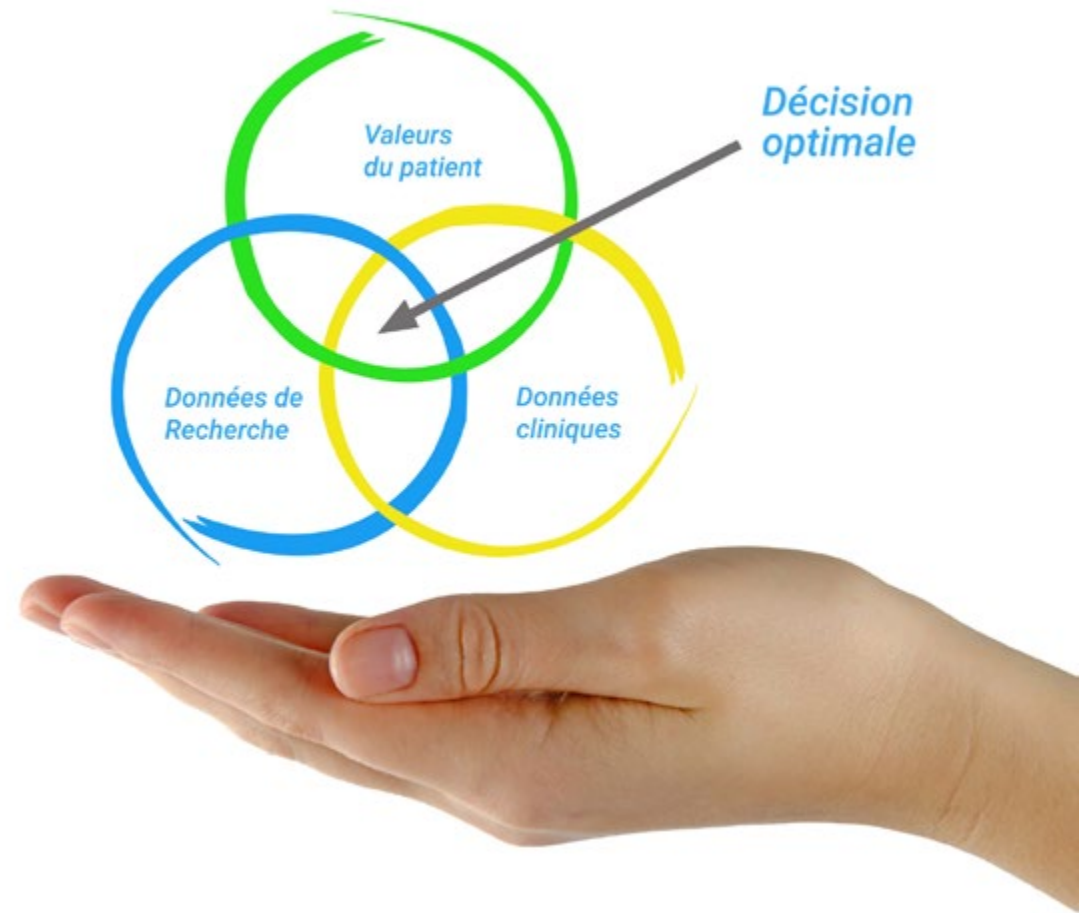 Valeurs
du patient
Décision
optimale
Données de
Recherche
Données
cliniques